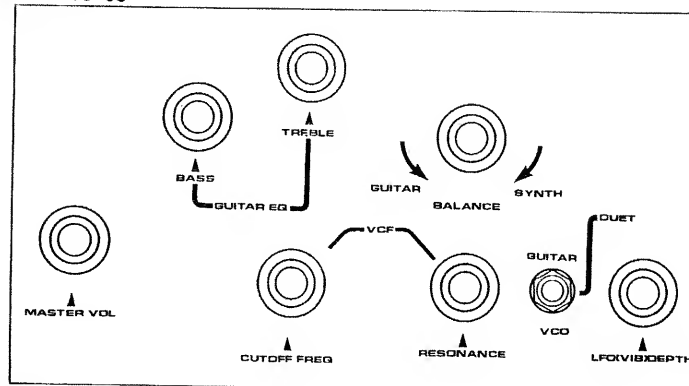 TREBLE
BASS
GUITAR EQ
GUITAR
BALANCE
SYNTH
MASTER VOL
VCF
CUTOFF FREQ
RESONANCE
DUET
GUITAR
VCO
LFO(VIB)DEPTH